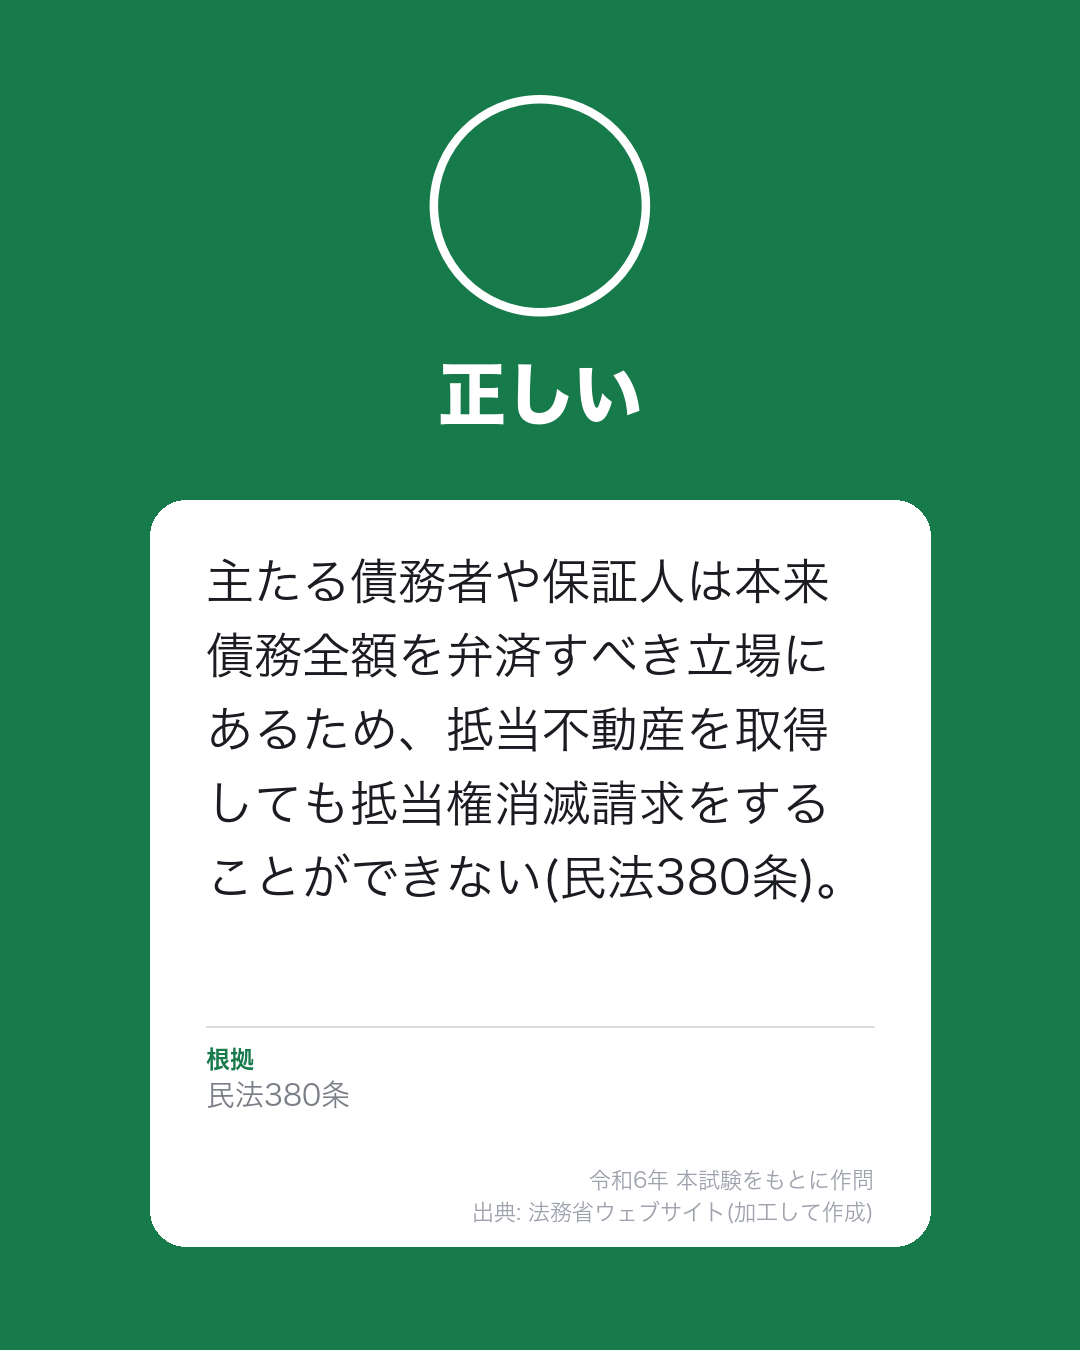 正しい
主たる債務者や保証人は本来
債務全額を弁済すべき立場に
あるため、抵当不動産を取得
しても抵当権消滅請求をする
ことができない(民法380条)。
根拠
民法380条
令和6年 本試験をもとに作問
出典: 法務省ウェブサイト(加工して作成)